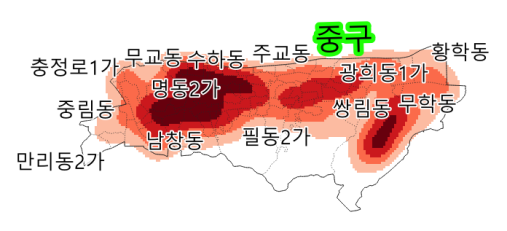 중구
무교동
수하동
주교동
황학동
충정로1가
광희동1가
명동2가
중림동
쌍림동
무학동
남창동
필동2가
만리동2가